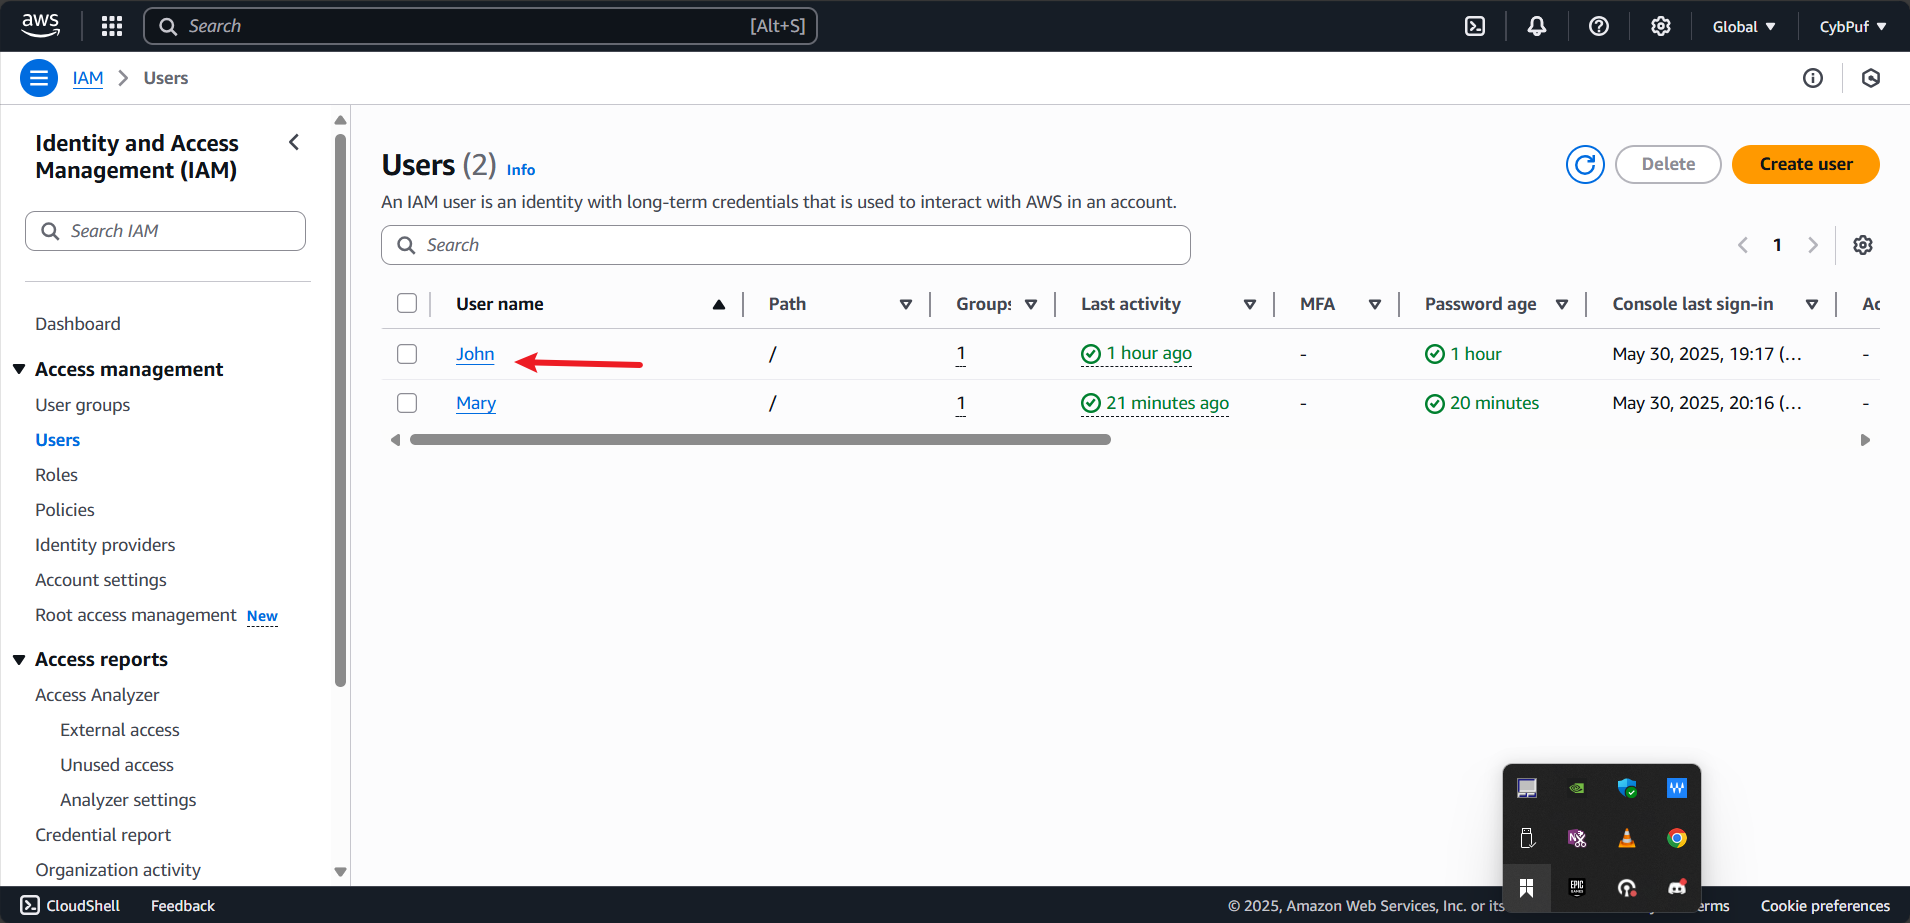 aws
Search [Alt+S]
Global
CybPuf
IAM
Users
Identity and Access
Management (IAM)
Search IAM
Dashboard
Access management
User groups
Users
Roles
Policies
Identity providers
Account settings
Root access management New
Access reports
Access Analyzer
External access
Unused access
Analyzer settings
Credential report
Organization activity
Users (2) Info
Delete
Create user
An IAM user is an identity with long-term credentials that is used to interact with AWS in an account.
Search
1
User name Path Groups Last activity MFA Password age Console last sign-in Ac
John / 1 1 hour ago - 1 hour May 30, 2025, 19:17 (... -
Mary / 1 21 minutes ago - 20 minutes May 30, 2025, 20:16 (... -
EPIC
GAMES
CloudShell
Feedback
© 2025, Amazon Web Services, Inc. or its
Cookie preferences